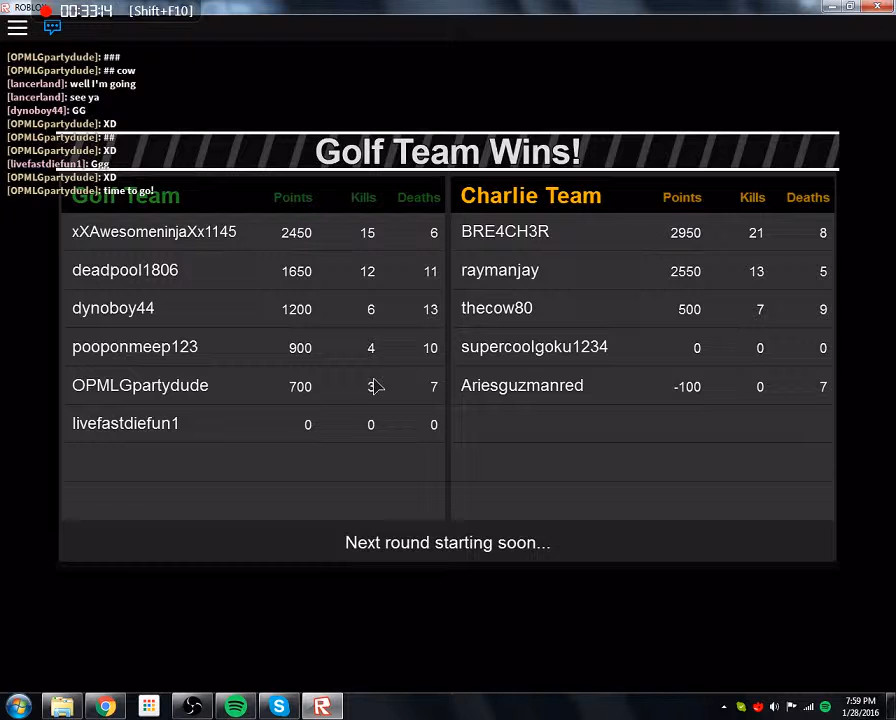 ROBLO
00:33:14 [Shift+F10]
[OPMLGpartydude]: ###
[OPMLGpartydude]: ## cow
[lancerland]: well I'm going
[lancerland]: see ya
[dynoboy44]: GG
[OPMLGpartydude]: XD
[OPMLGpartydude]: ##
[OPMLGpartydude]: XD
[livefastdiefun1]: Ggg
[OPMLGpartydude]: XD
[OPMLGpartydude]: time to go!
Golf Team Wins!
Golf Team Points Kills Deaths
xXAwesomeninjaXx1145 2450 15 6
deadpool1806 1650 12 11
dynoboy44 1200 6 13
pooponmeep123 900 4 10
OPMLGpartydude 700 3 7
livefastdiefun1 0 0 0
Charlie Team Points Kills Deaths
BRE4CH3R 2950 21 8
raymanjay 2550 13 5
thecow80 500 7 9
supercoolgoku1234 0 0 0
Ariesguzmanred -100 0 7
Next round starting soon...
7:59 PM
1/28/2016